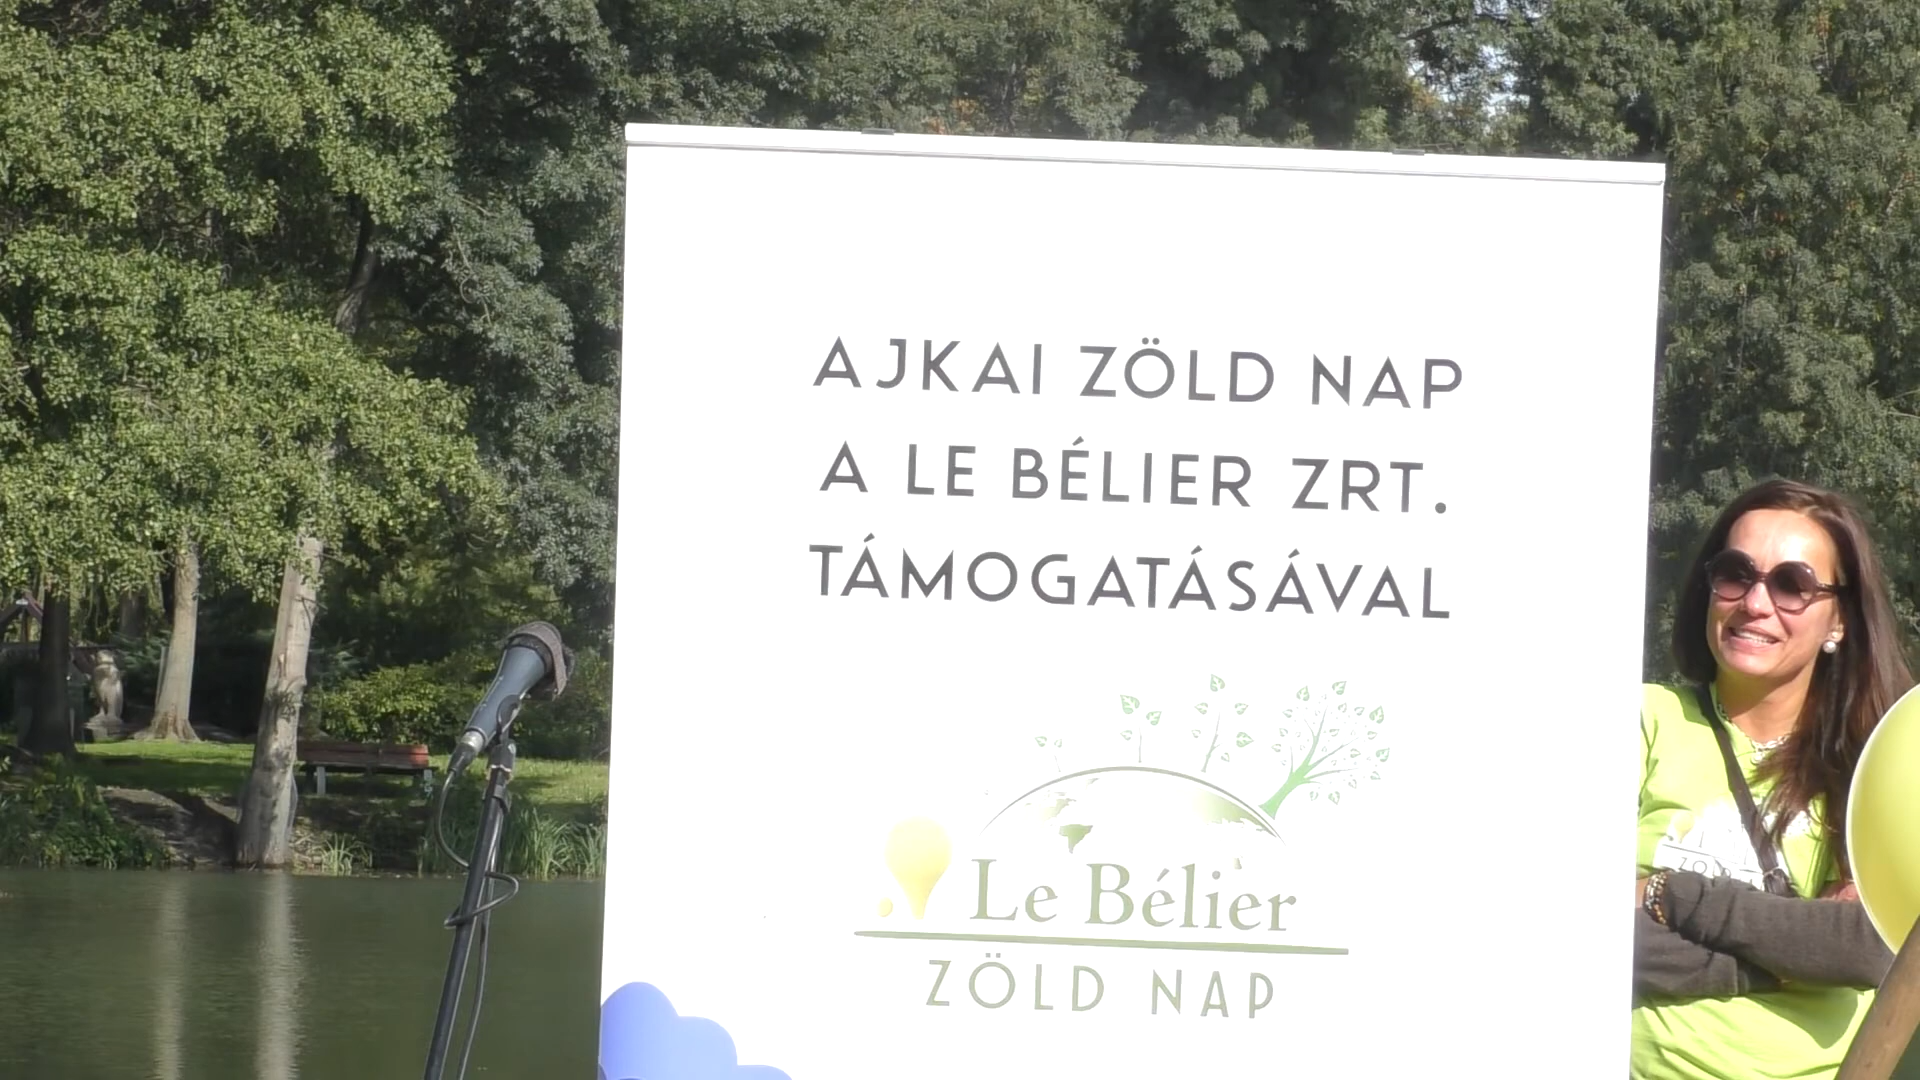 AJKAI ZÖLD NAP
A LE BÉLIER ZRT.
TÁMOGATÁSÁVAL
Le Bélier
ZÖLD NAP